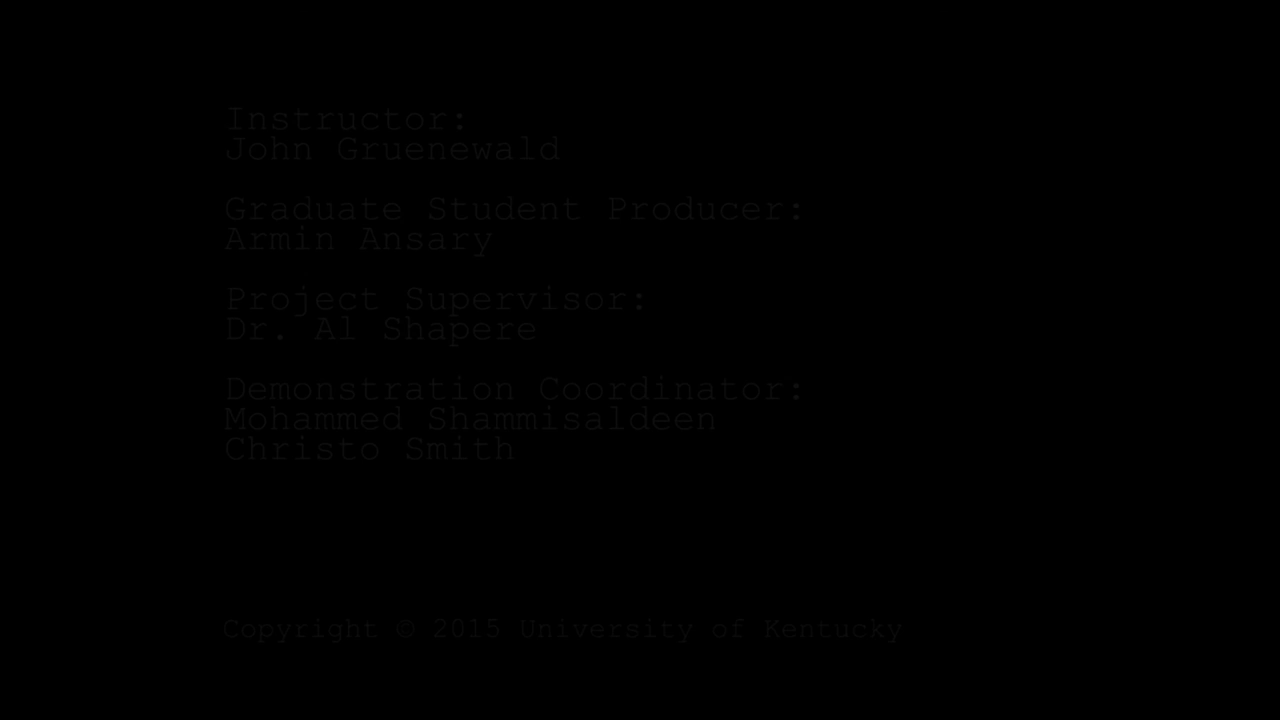 Instructor:
John Gruenewald
Graduate Student Producer:
Armin Ansary
Project Supervisor:
Dr. Al Shapere
Demonstration Coordinator:
Mohammed Shammisaldeen
Christo Smith
Copyright © 2015 University of Kentucky